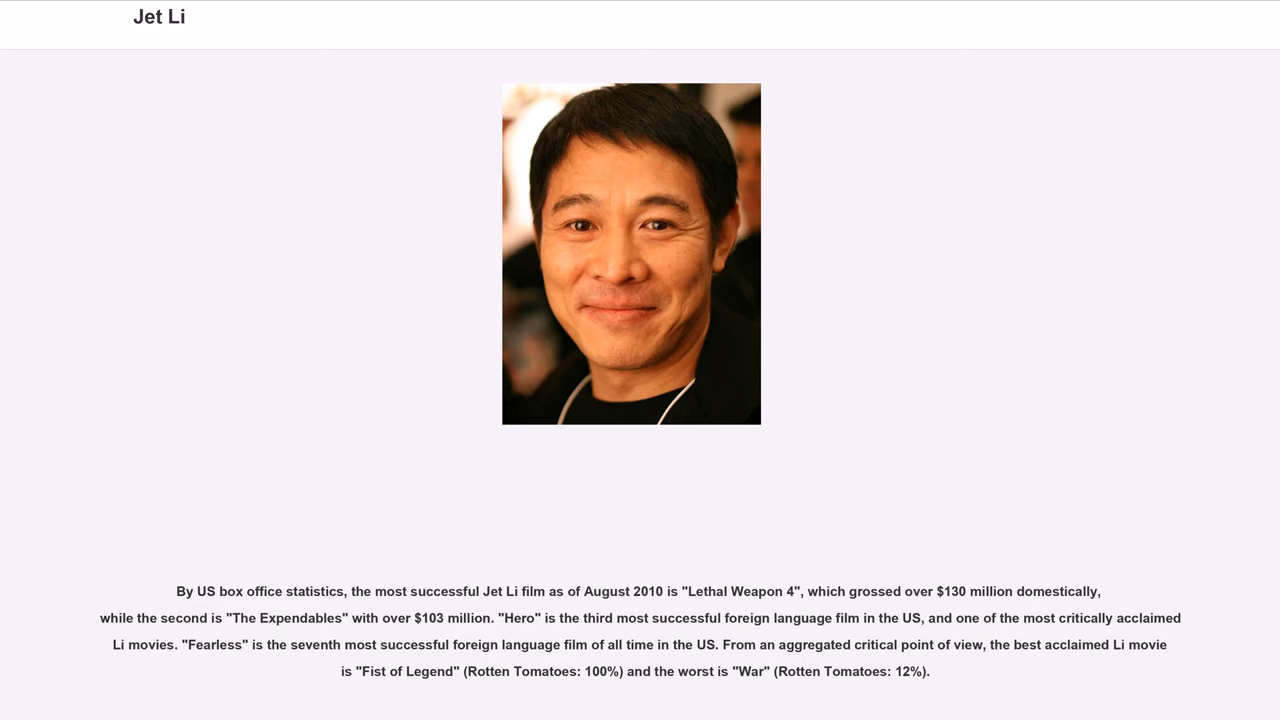 Jet Li
By US box office statistics, the most successful Jet Li film as of August 2010 is "Lethal Weapon 4", which grossed over $130 million domestically,
while the second is "The Expendables" with over $103 million. "Hero" is the third most successful foreign language film in the US, and one of the most critically acclaimed
Li movies. "Fearless" is the seventh most successful foreign language film of all time in the US. From an aggregated critical point of view, the best acclaimed Li movie
is "Fist of Legend" (Rotten Tomatoes: 100%) and the worst is "War" (Rotten Tomatoes: 12%).